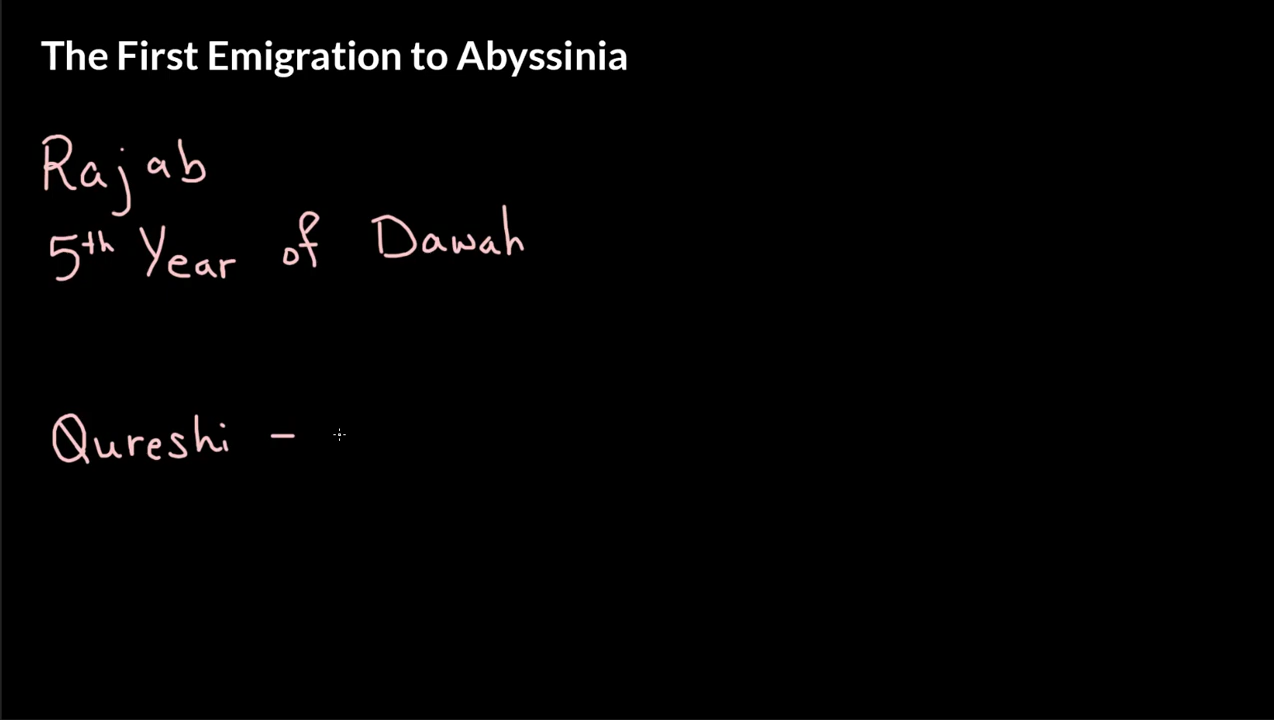 The First Emigration to Abyssinia
Rajab
5th Year of Dawah
Qureshi -